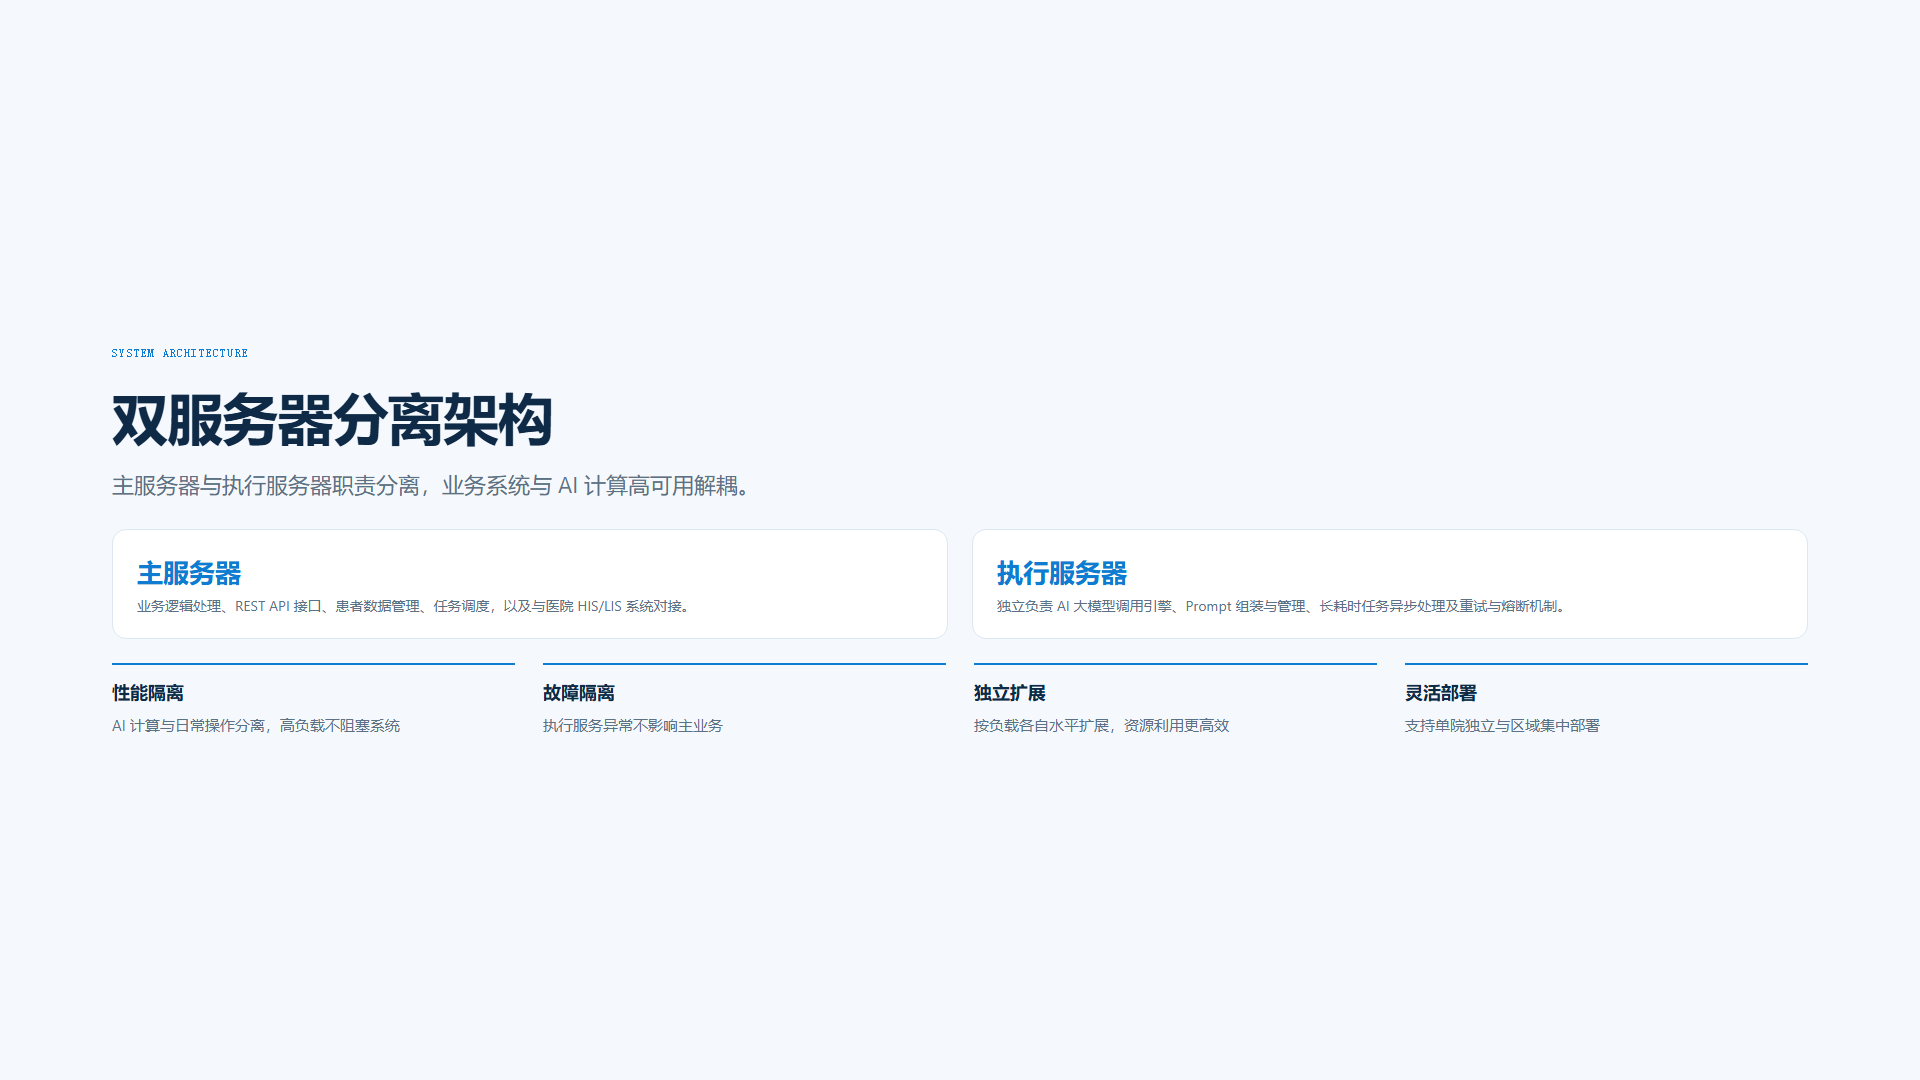 SYSTEM ARCHITECTURE
双服务器分离架构
主服务器与执行服务器职责分离，业务系统与 AI 计算高可用解耦。
主服务器
业务逻辑处理、REST API 接口、患者数据管理、任务调度，以及与医院 HIS/LIS 系统对接。
执行服务器
独立负责 AI 大模型调用引擎、Prompt 组装与管理、长耗时任务异步处理及重试与熔断机制。
性能隔离
AI 计算与日常操作分离，高负载不阻塞系统
故障隔离
执行服务异常不影响主业务
独立扩展
按负载各自水平扩展，资源利用更高效
灵活部署
支持单院独立与区域集中部署